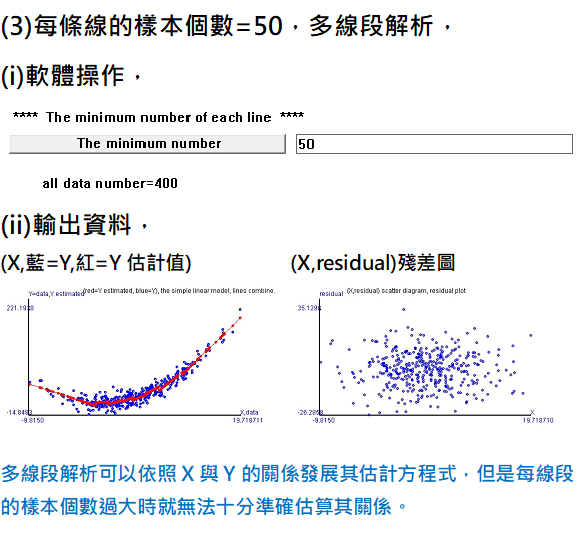 (3)每條線的樣本個數=50，多線段解析，
(i)軟體操作，
**** The minimum number of each line ****
The minimum number 50
all data number=400
(ii)輸出資料，
(X,藍=Y,紅=Y 估計值) (X,residual)殘差圖
Y=data,Y estimated (red=Y estimated, blue=Y), the simple linear model, lines combine.
221.1928
-14.8483
X,data
-9.8150 19.718711
residual (X,residual) scatter diagram, residual plot
35.1298
-26.2858
X
-9.8150 19.718710
多線段解析可以依照 X 與 Y 的關係發展其估計方程式，但是每線段
的樣本個數過大時就無法十分準確估算其關係。